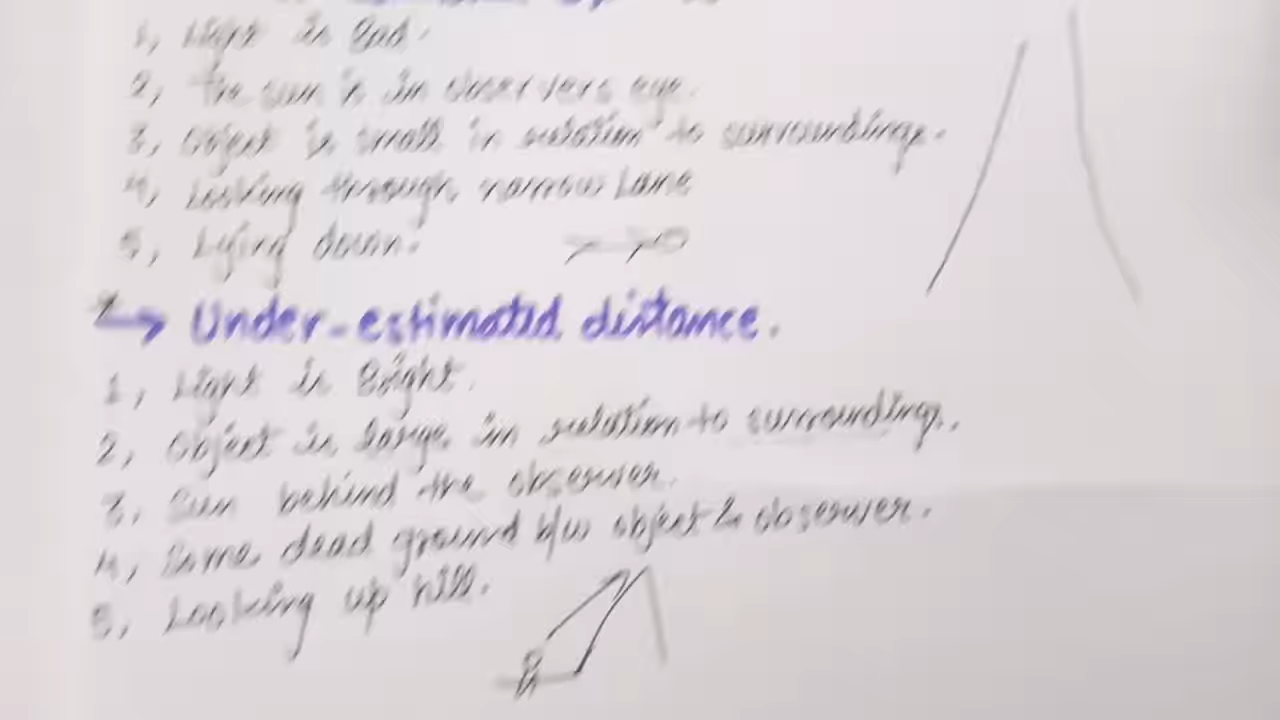 1, Light is Bad.
2, The sun is in observers eye.
3, Object is small in relation to surroundings.
4, Looking through narrow Lane
5, Lying down.
→ Under-estimated distance.
1, Light is Bright.
2, Object is large in relation to surrounding.
3, Sun behind the observer.
4, Some dead ground b/w object & observer.
5, Looking up hill.